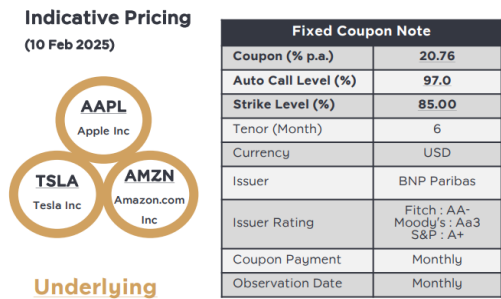 Indicative Pricing
(10 Feb 2025)
AAPL
Apple Inc
TSLA
Tesla Inc
AMZN
Amazon.com
Inc
Underlying
Fixed Coupon Note
Coupon (% p.a.) 20.76
Auto Call Level (%) 97.0
Strike Level (%) 85.00
Tenor (Month) 6
Currency USD
Issuer BNP Paribas
Issuer Rating Fitch : AA-
Moody's : Aa3
S&P : A+
Coupon Payment Monthly
Observation Date Monthly